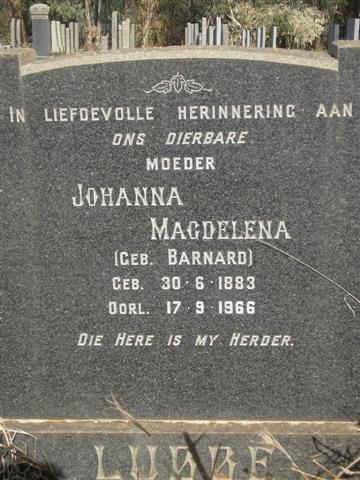 IN LIEFDEVOLLE HERINNERING AAN
ONS DIERBARE
MOEDER
JOHANNA
MAGDELENA
(GEB. BARNARD)
GEB. 30·6·1883
OORL. 17·9·1966
DIE HERE IS MY HERDER.
LUBBE